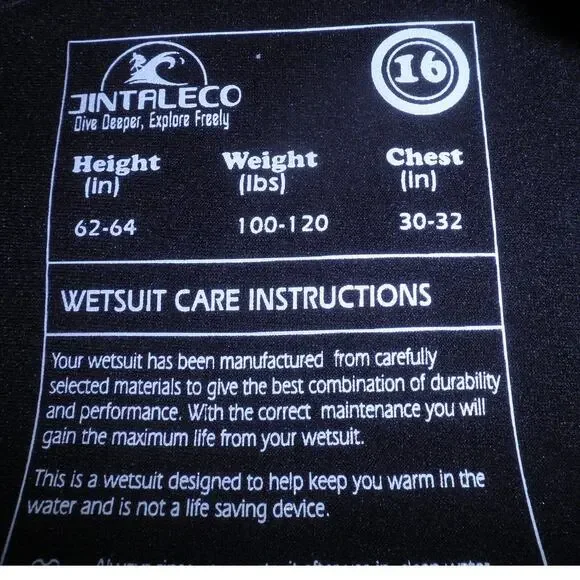 16
JINTALECO
Dive Deeper, Explore Freely
Height Weight Chest
(in) (lbs) (In)
62-64 100-120 30-32
WETSUIT CARE INSTRUCTIONS
Your wetsuit has been manufactured from carefully
selected materials to give the best combination of durability
and performance. With the correct maintenance you will
gain the maximum life from your wetsuit.
This is a wetsuit designed to help keep you warm in the
water and is not a life saving device.